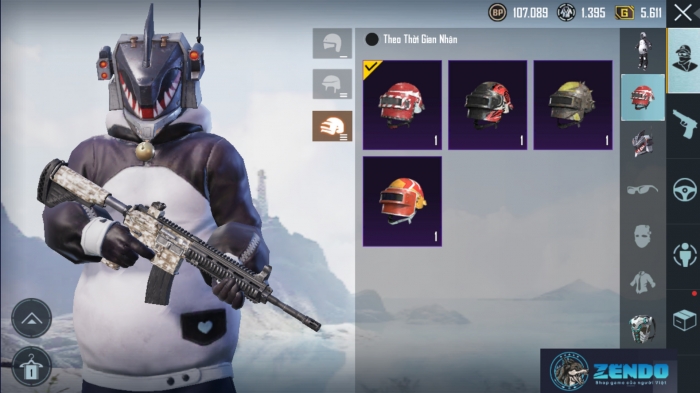 BP 107.089 1.395 G 5.611
Theo Thời Gian Nhận
1 1 1
1
1
ZENDO
Shop game của người Việt